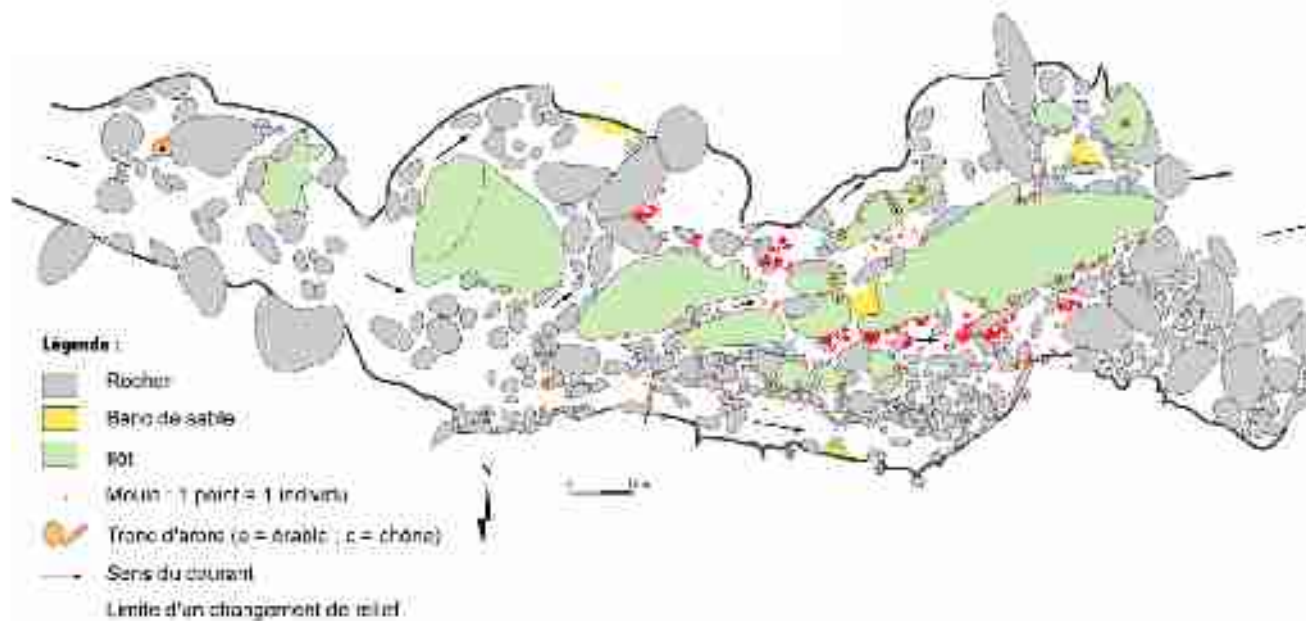 Légende :
Rocher
Banc de sable
Ilôt
Moule : 1 point = 1 individu
Tronc d'arbre (e = érable ; c = chêne)
Sens du courant
Limite d'un changement de relief